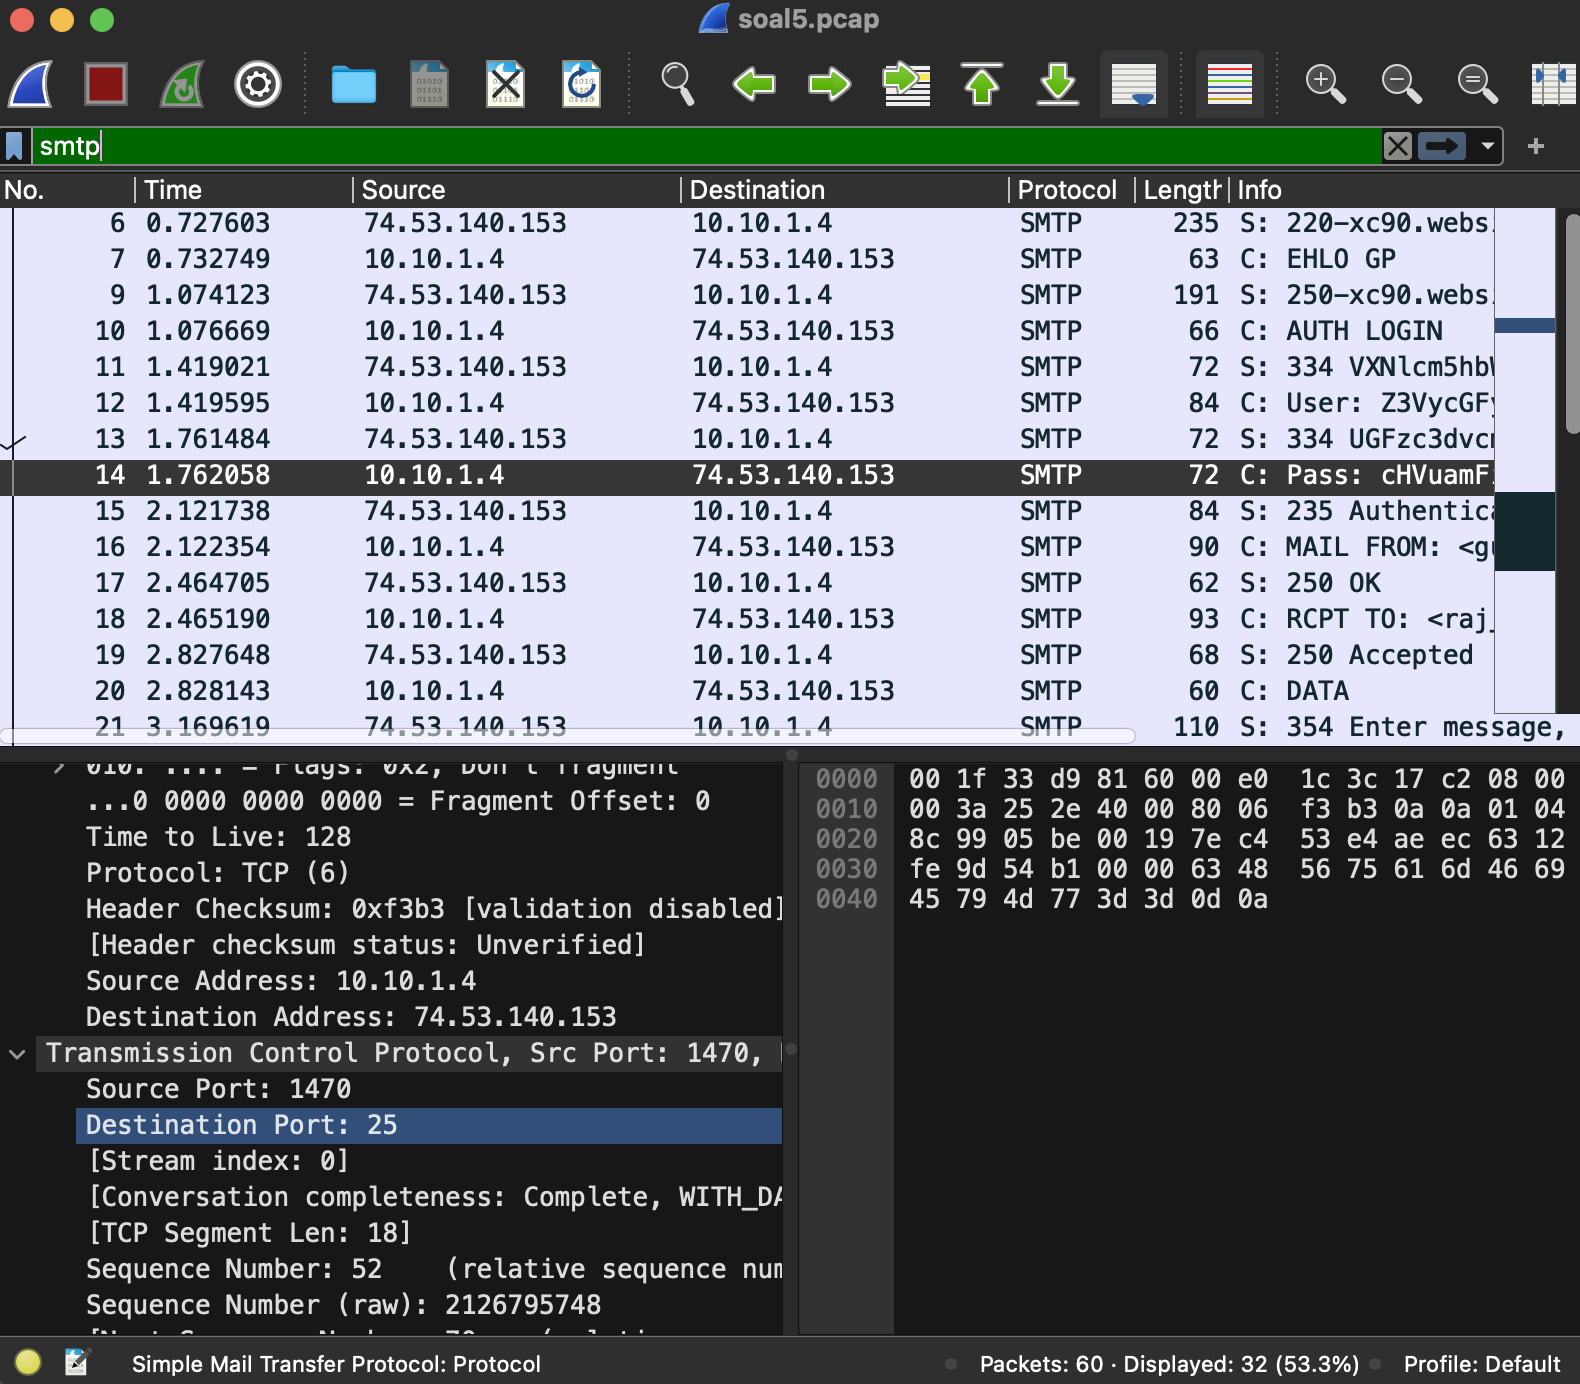 soal5.pcap
smtp
No. Time Source Destination Protocol Length Info
6 0.727603 74.53.140.153 10.10.1.4 SMTP 235 S: 220-xc90.webs
7 0.732749 10.10.1.4 74.53.140.153 SMTP 63 C: EHLO GP
9 1.074123 74.53.140.153 10.10.1.4 SMTP 191 S: 250-xc90.webs
10 1.076669 10.10.1.4 74.53.140.153 SMTP 66 C: AUTH LOGIN
11 1.419021 74.53.140.153 10.10.1.4 SMTP 72 S: 334 VXNlcm5hb
12 1.419595 10.10.1.4 74.53.140.153 SMTP 84 C: User: Z3VycGF
13 1.761484 74.53.140.153 10.10.1.4 SMTP 72 S: 334 UGFzc3dvc
14 1.762058 10.10.1.4 74.53.140.153 SMTP 72 C: Pass: cHVuamF
15 2.121738 74.53.140.153 10.10.1.4 SMTP 84 S: 235 Authentic
16 2.122354 10.10.1.4 74.53.140.153 SMTP 90 C: MAIL FROM: <g
17 2.464705 74.53.140.153 10.10.1.4 SMTP 62 S: 250 OK
18 2.465190 10.10.1.4 74.53.140.153 SMTP 93 C: RCPT TO: <raj_
19 2.827648 74.53.140.153 10.10.1.4 SMTP 68 S: 250 Accepted
20 2.828143 10.10.1.4 74.53.140.153 SMTP 60 C: DATA
21 3.169619 74.53.140.153 10.10.1.4 SMTP 110 S: 354 Enter message,
010. .... = Flags: 0x2, Don't fragment
...0 0000 0000 0000 = Fragment Offset: 0
Time to Live: 128
Protocol: TCP (6)
Header Checksum: 0xf3b3 [validation disabled]
[Header checksum status: Unverified]
Source Address: 10.10.1.4
Destination Address: 74.53.140.153
Transmission Control Protocol, Src Port: 1470,
Source Port: 1470
Destination Port: 25
[Stream index: 0]
[Conversation completeness: Complete, WITH_DA
[TCP Segment Len: 18]
Sequence Number: 52 (relative sequence num
Sequence Number (raw): 2126795748
0000 00 1f 33 d9 81 60 00 e0 1c 3c 17 c2 08 00
0010 00 3a 25 2e 40 00 80 06 f3 b3 0a 0a 01 04
0020 8c 99 05 be 00 19 7e c4 53 e4 ae ec 63 12
0030 fe 9d 54 b1 00 00 63 48 56 75 61 6d 46 69
0040 45 79 4d 77 3d 3d 0d 0a
Simple Mail Transfer Protocol: Protocol
Packets: 60 · Displayed: 32 (53.3%)
Profile: Default